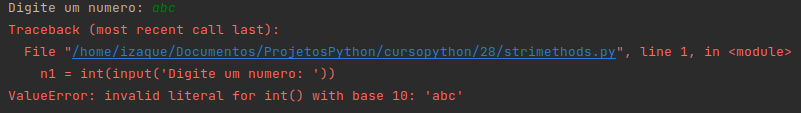 Digite um numero: abc
Traceback (most recent call last):
  File "/home/izaque/Documentos/ProjetosPython/cursopython/28/strimethods.py", line 1, in <module>
    n1 = int(input('Digite um numero: '))
ValueError: invalid literal for int() with base 10: 'abc'